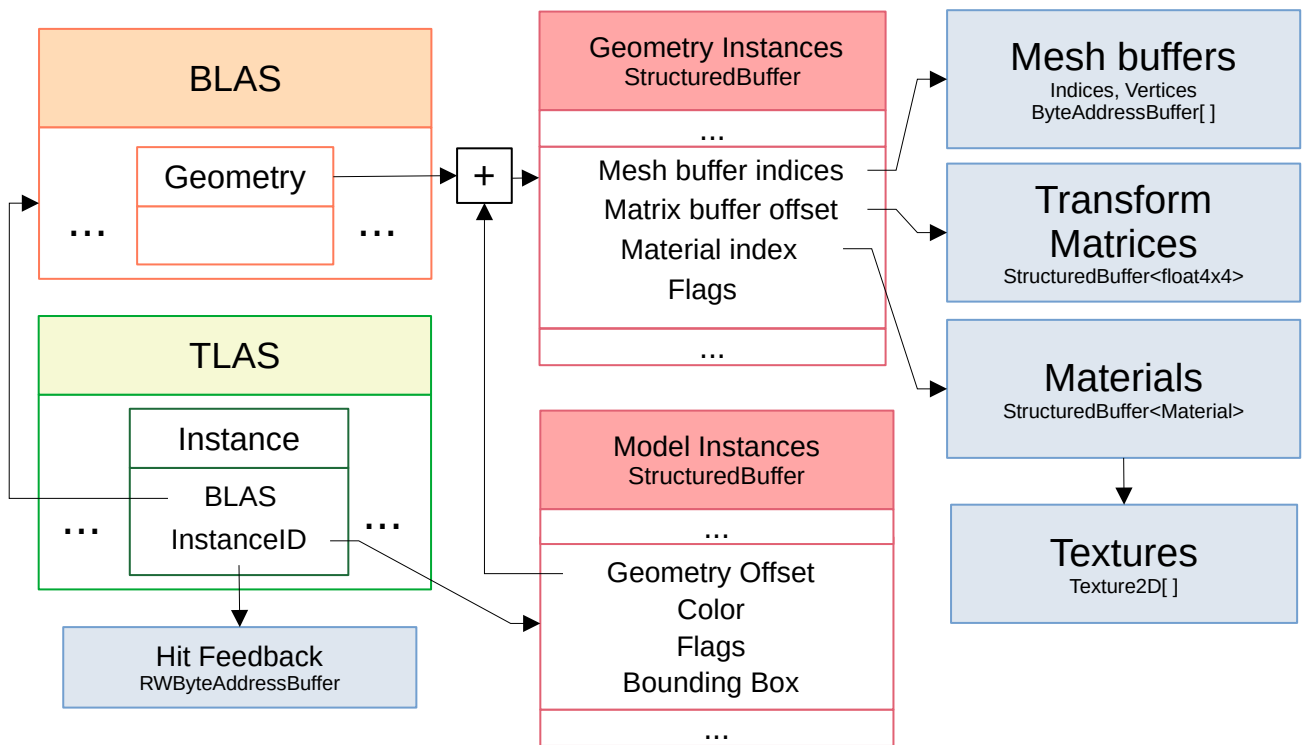 BLAS
Geometry
...
...
TLAS
Instance
BLAS
InstanceID
...
...
Hit Feedback
RWByteAddressBuffer
+
Geometry Instances
StructuredBuffer
...
Mesh buffer indices
Matrix buffer offset
Material index
Flags
...
Model Instances
StructuredBuffer
...
Geometry Offset
Color
Flags
Bounding Box
...
Mesh buffers
Indices, Vertices
ByteAddressBuffer[ ]
Transform
Matrices
StructuredBuffer<float4x4>
Materials
StructuredBuffer<Material>
Textures
Texture2D[ ]